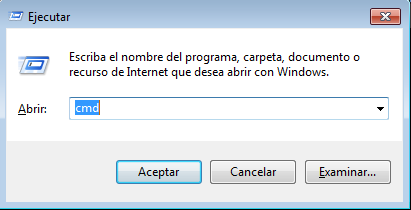 Ejecutar
Escriba el nombre del programa, carpeta, documento o
recurso de Internet que desea abrir con Windows.
Abrir: cmd
Aceptar Cancelar Examinar...